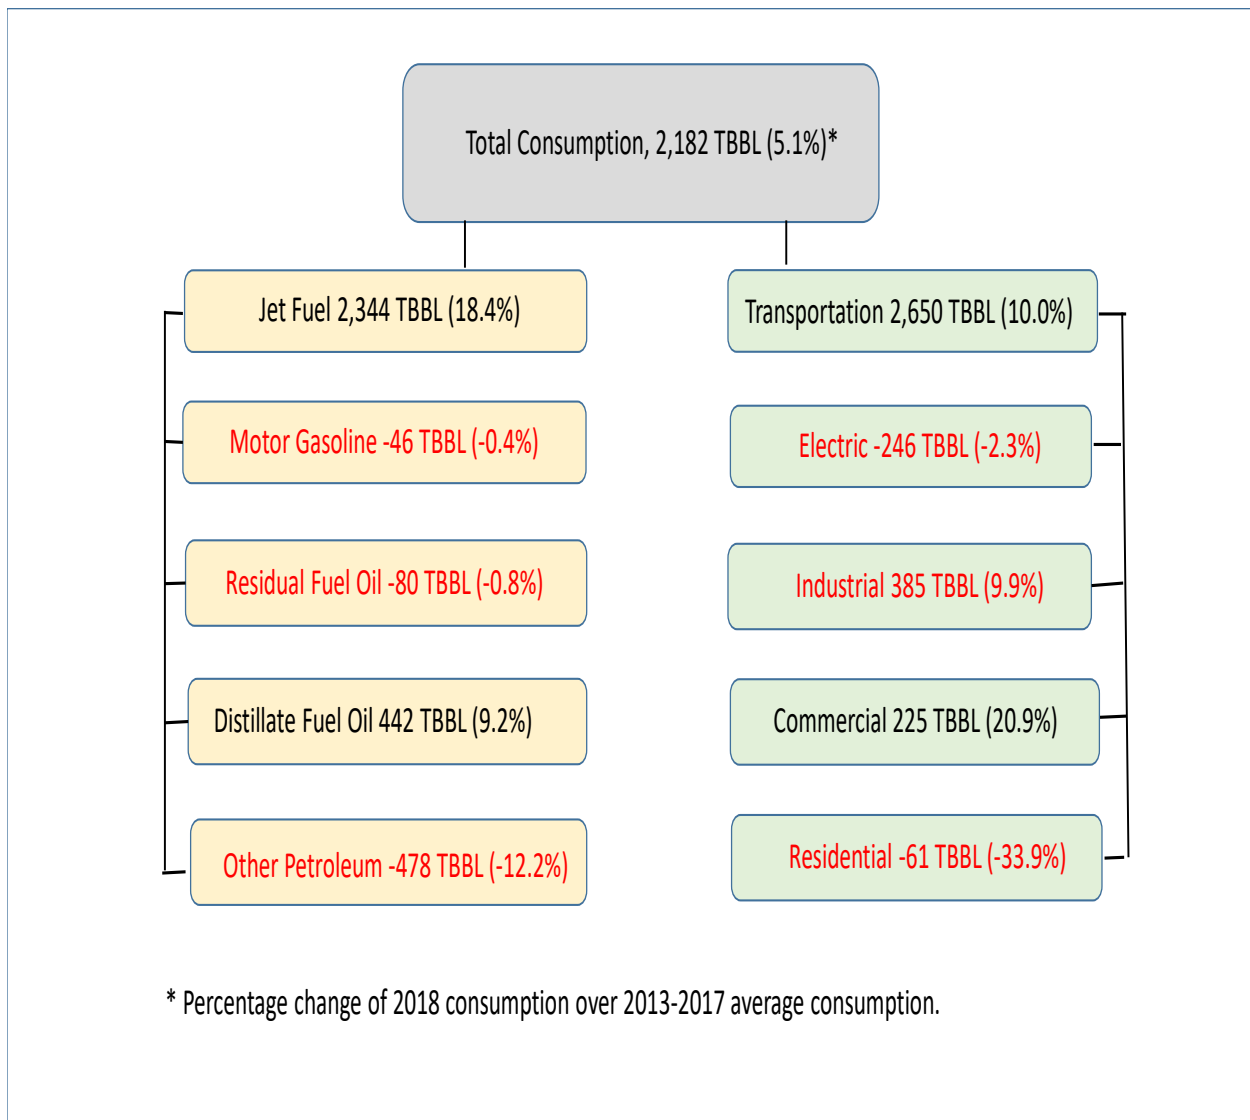 Total Consumption, 2,182 TBBL (5.1%)*
Jet Fuel 2,344 TBBL (18.4%)
Motor Gasoline -46 TBBL (-0.4%)
Residual Fuel Oil -80 TBBL (-0.8%)
Distillate Fuel Oil 442 TBBL (9.2%)
Other Petroleum -478 TBBL (-12.2%)
Transportation 2,650 TBBL (10.0%)
Electric -246 TBBL (-2.3%)
Industrial 385 TBBL (9.9%)
Commercial 225 TBBL (20.9%)
Residential -61 TBBL (-33.9%)
* Percentage change of 2018 consumption over 2013-2017 average consumption.